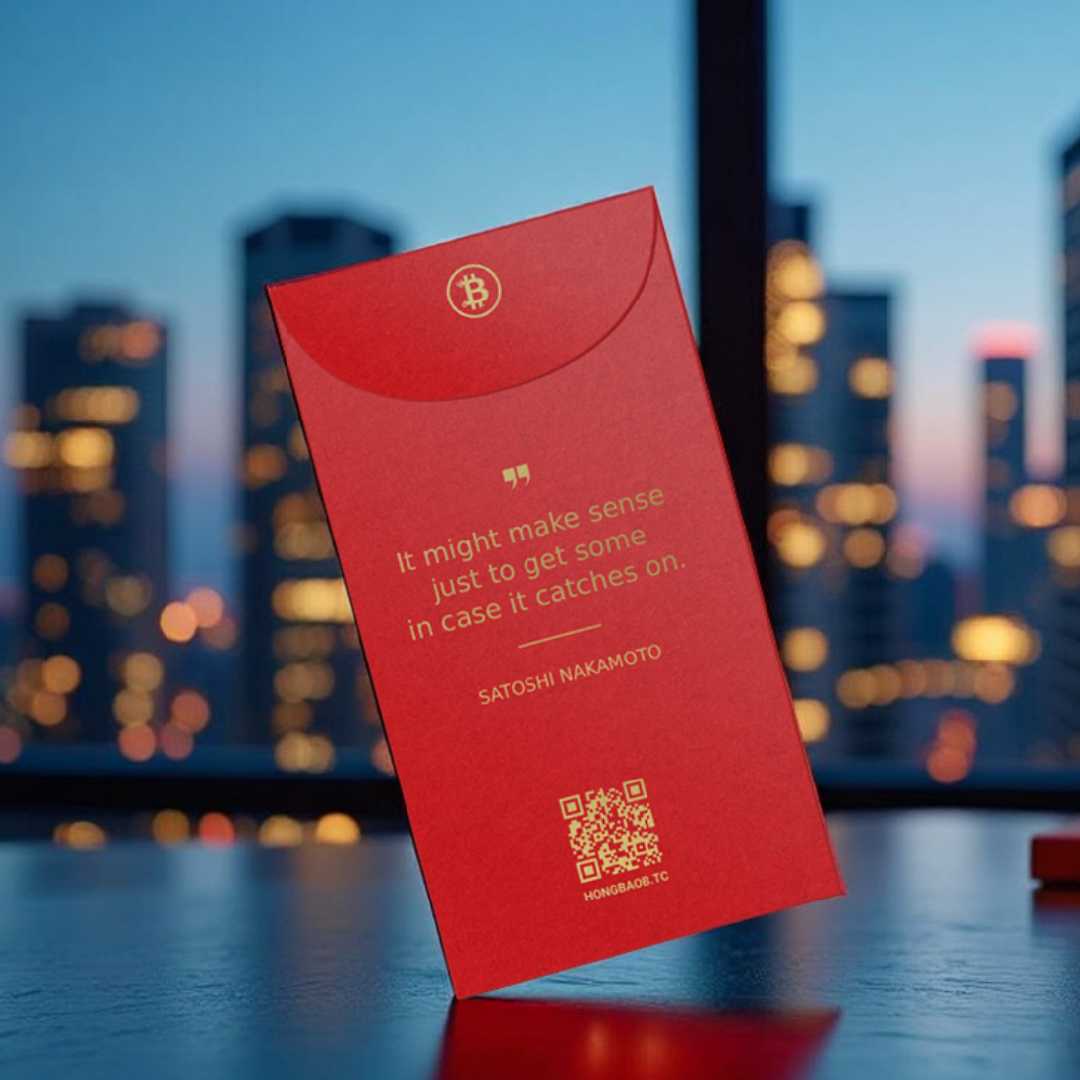 ❞
It might make sense
just to get some
in case it catches on.
SATOSHI NAKAMOTO
HONGBAOB.TC